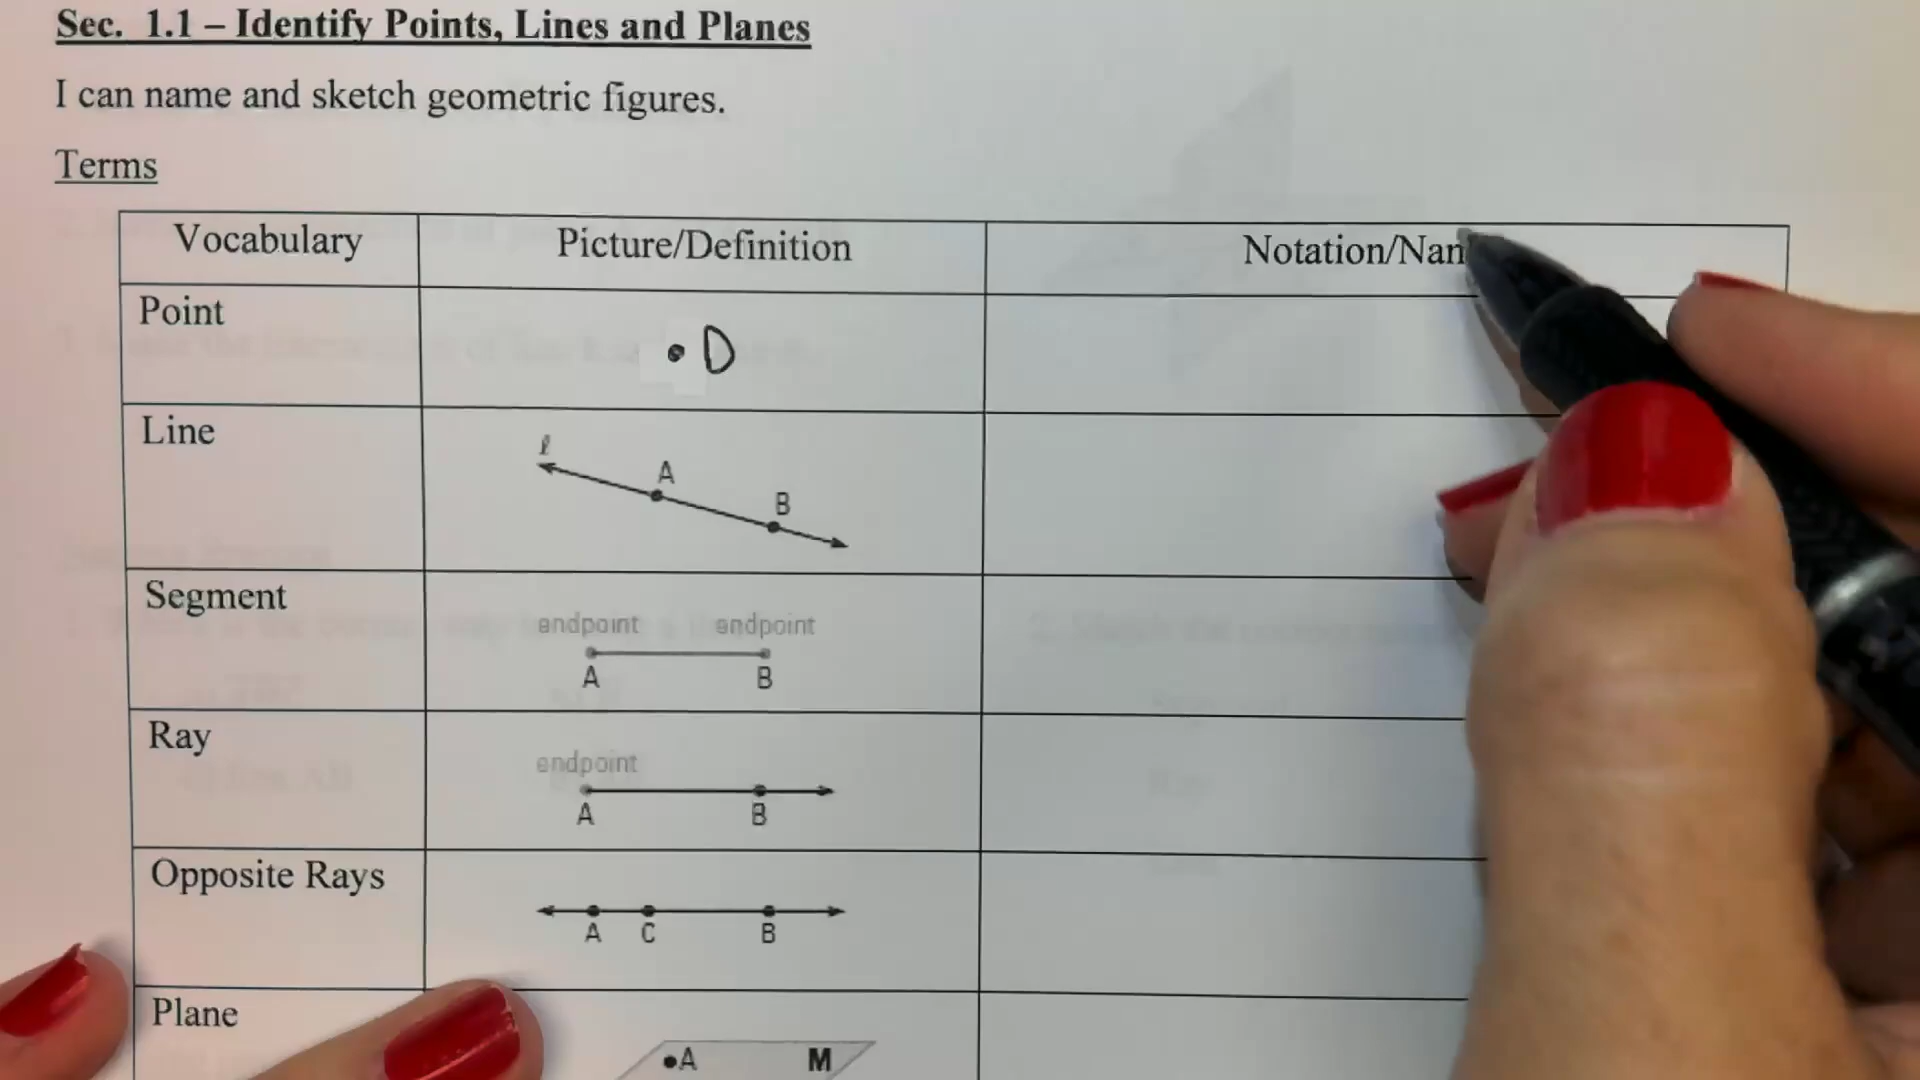 Sec. 1.1 – Identify Points, Lines and Planes
I can name and sketch geometric figures.
Terms
Vocabulary Picture/Definition Notation/Nam
Point
D
Line
ℓ
A
B
Segment
endpoint endpoint
A B
Ray
endpoint
A B
Opposite Rays
A C B
Plane
A M